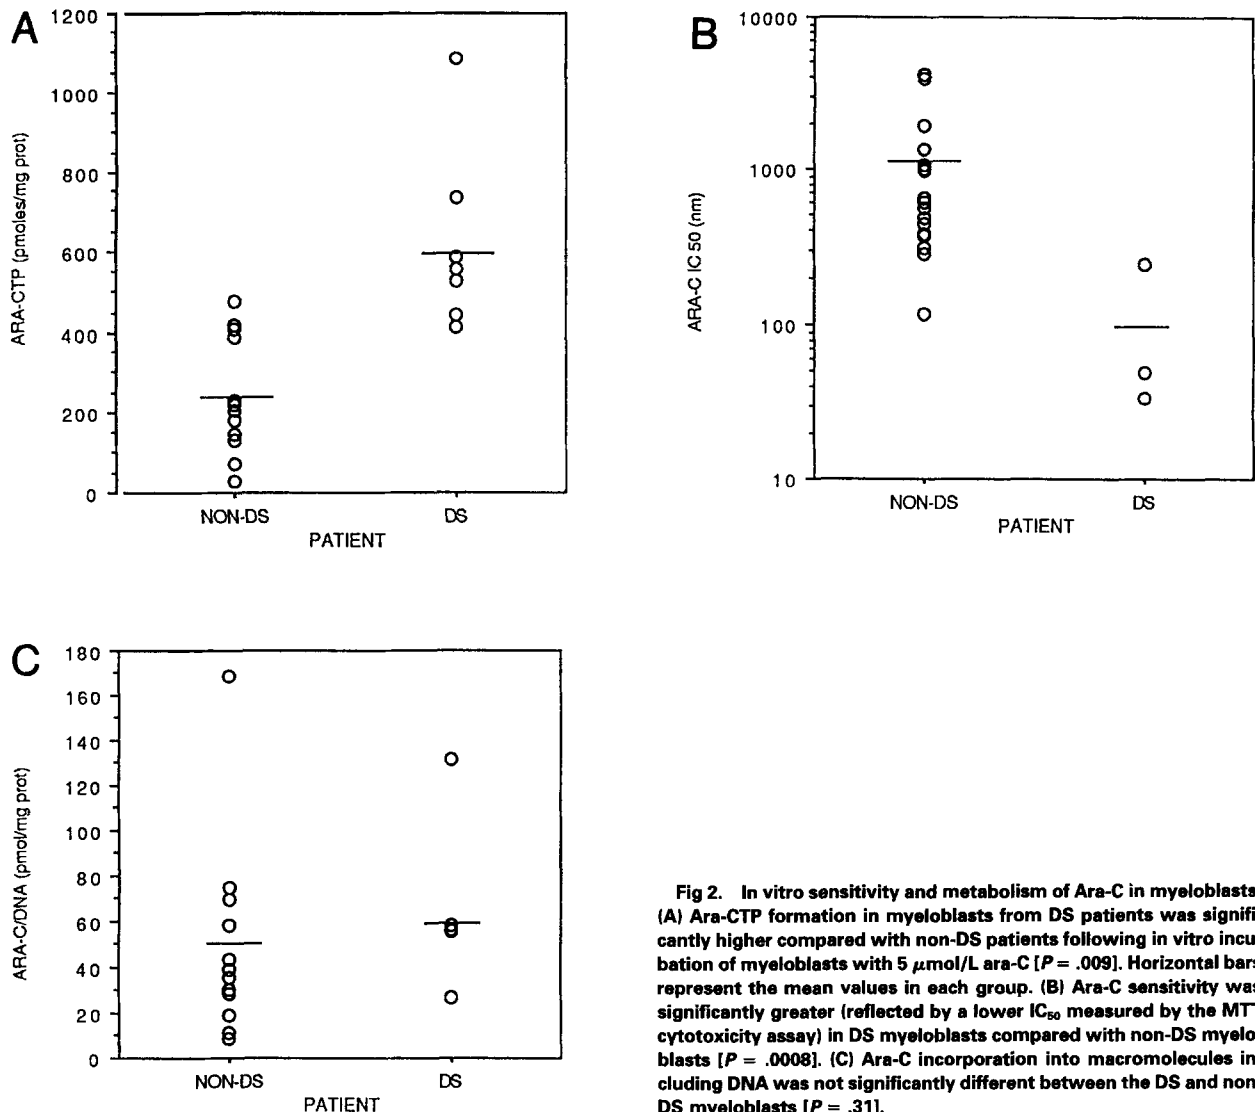 A
1200
1000
800
600
400
200
0
ARA-CTP (pmoles/mg prot)
NON-DS
DS
PATIENT
B
10000
1000
100
10
ARA-C IC 50 (nm)
NON-DS
DS
PATIENT
C
180
160
140
120
100
80
60
40
20
0
ARA-C/DNA (pmol/mg prot)
NON-DS
DS
PATIENT
Fig 2. In vitro sensitivity and metabolism of Ara-C in myeloblasts
(A) Ara-CTP formation in myeloblasts from DS patients was signifi
cantly higher compared with non-DS patients following in vitro incu
bation of myeloblasts with 5 μmol/L ara-C [P = .009]. Horizontal bars
represent the mean values in each group. (B) Ara-C sensitivity was
significantly greater (reflected by a lower IC50 measured by the MT
cytotoxicity assay) in DS myeloblasts compared with non-DS myelo
blasts [P = .0008]. (C) Ara-C incorporation into macromolecules in
cluding DNA was not significantly different between the DS and non
DS myeloblasts [P = .31].